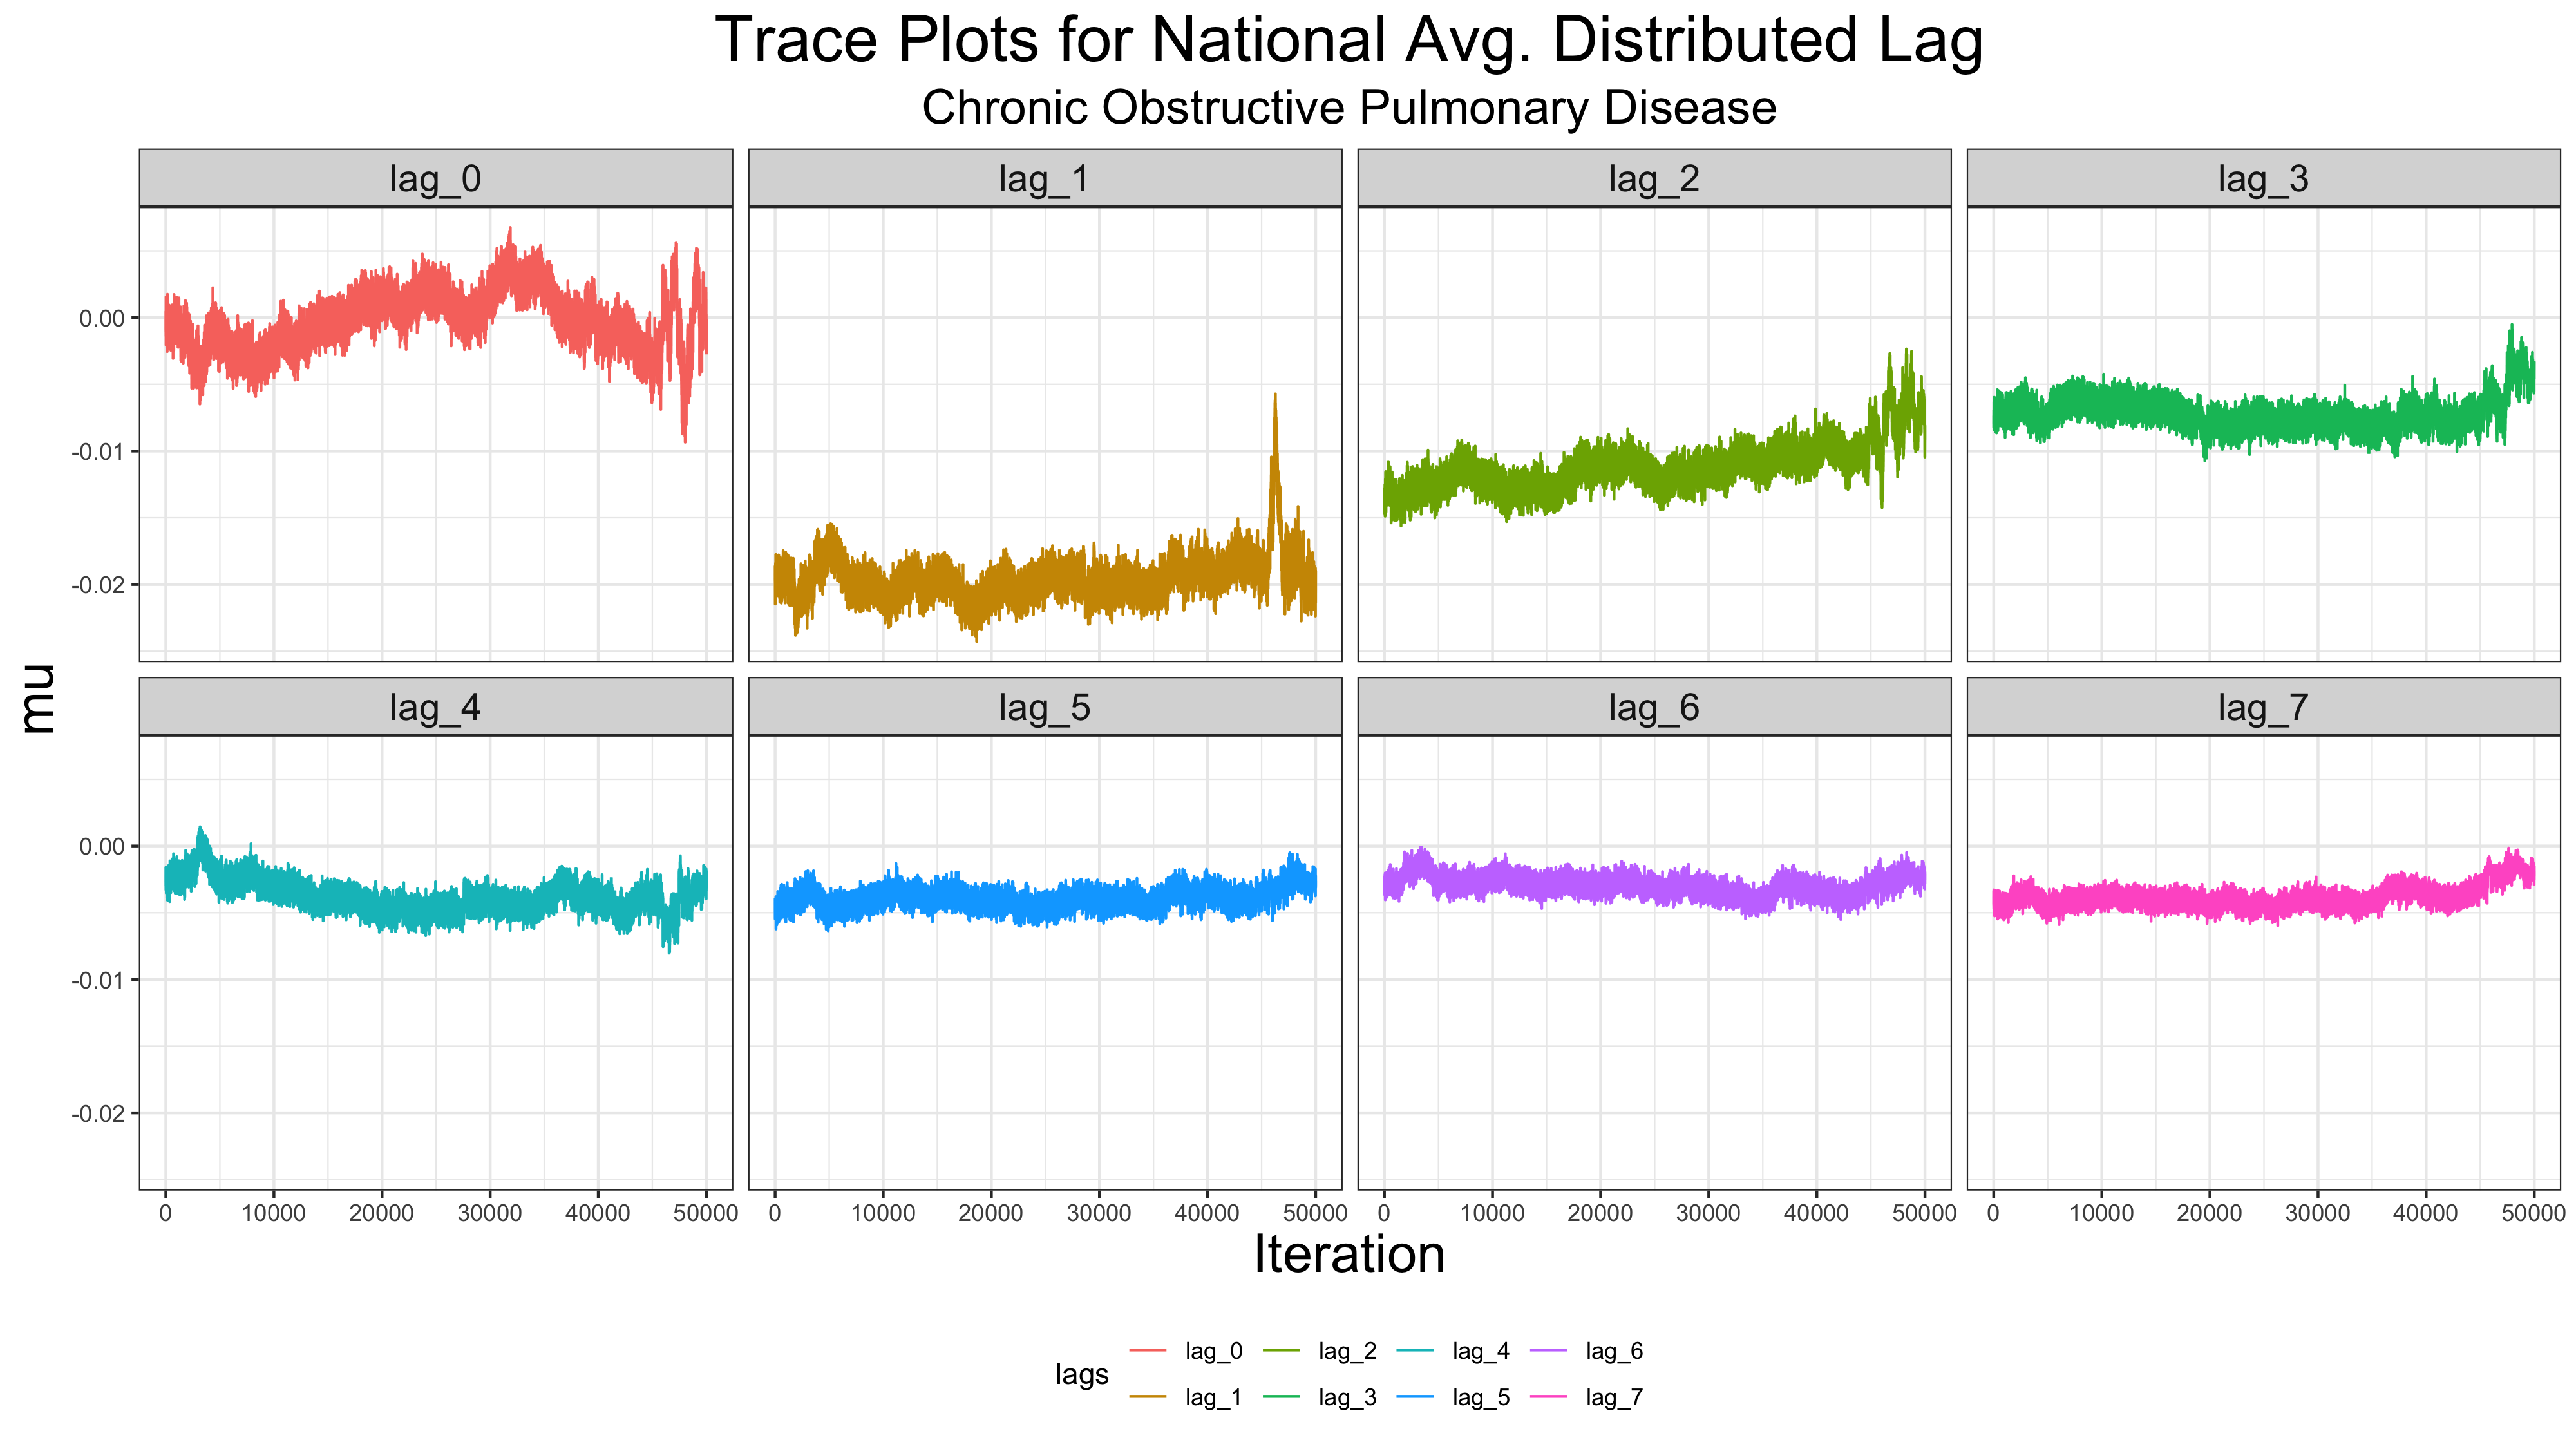 Trace Plots for National Avg. Distributed Lag
Chronic Obstructive Pulmonary Disease
lag_0 lag_1 lag_2 lag_3
0.00
-0.01
-0.02
mu
lag_4 lag_5 lag_6 lag_7
0.00
-0.01
-0.02
0 10000 20000 30000 40000 50000 0 10000 20000 30000 40000 50000 0 10000 20000 30000 40000 50000 0 10000 20000 30000 40000 50000
Iteration
lags
lag_0 lag_2 lag_4 lag_6
lag_1 lag_3 lag_5 lag_7